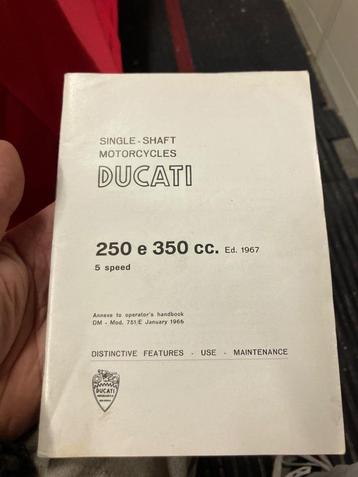 SINGLE-SHAFT
MOTORCYCLES
DUCATI
250 e 350 cc. Ed. 1967
5 speed
Annexe to operator's handbook
DM - Mod. 751/E January 1966
DISTINCTIVE FEATURES - USE - MAINTENANCE
DUCATI